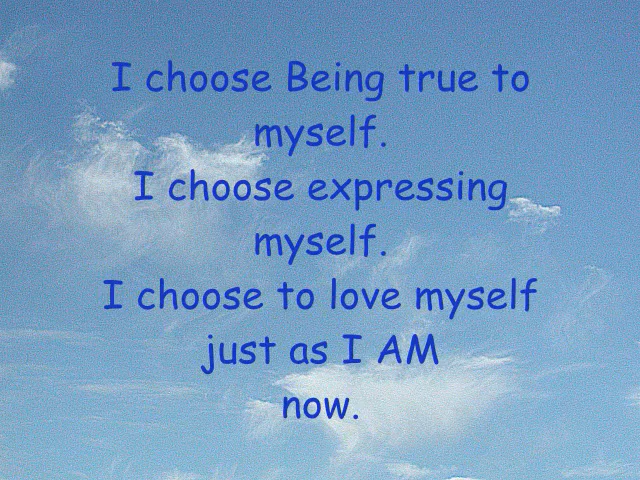 I choose Being true to
myself.
I choose expressing
myself.
I choose to love myself
just as I AM
now.